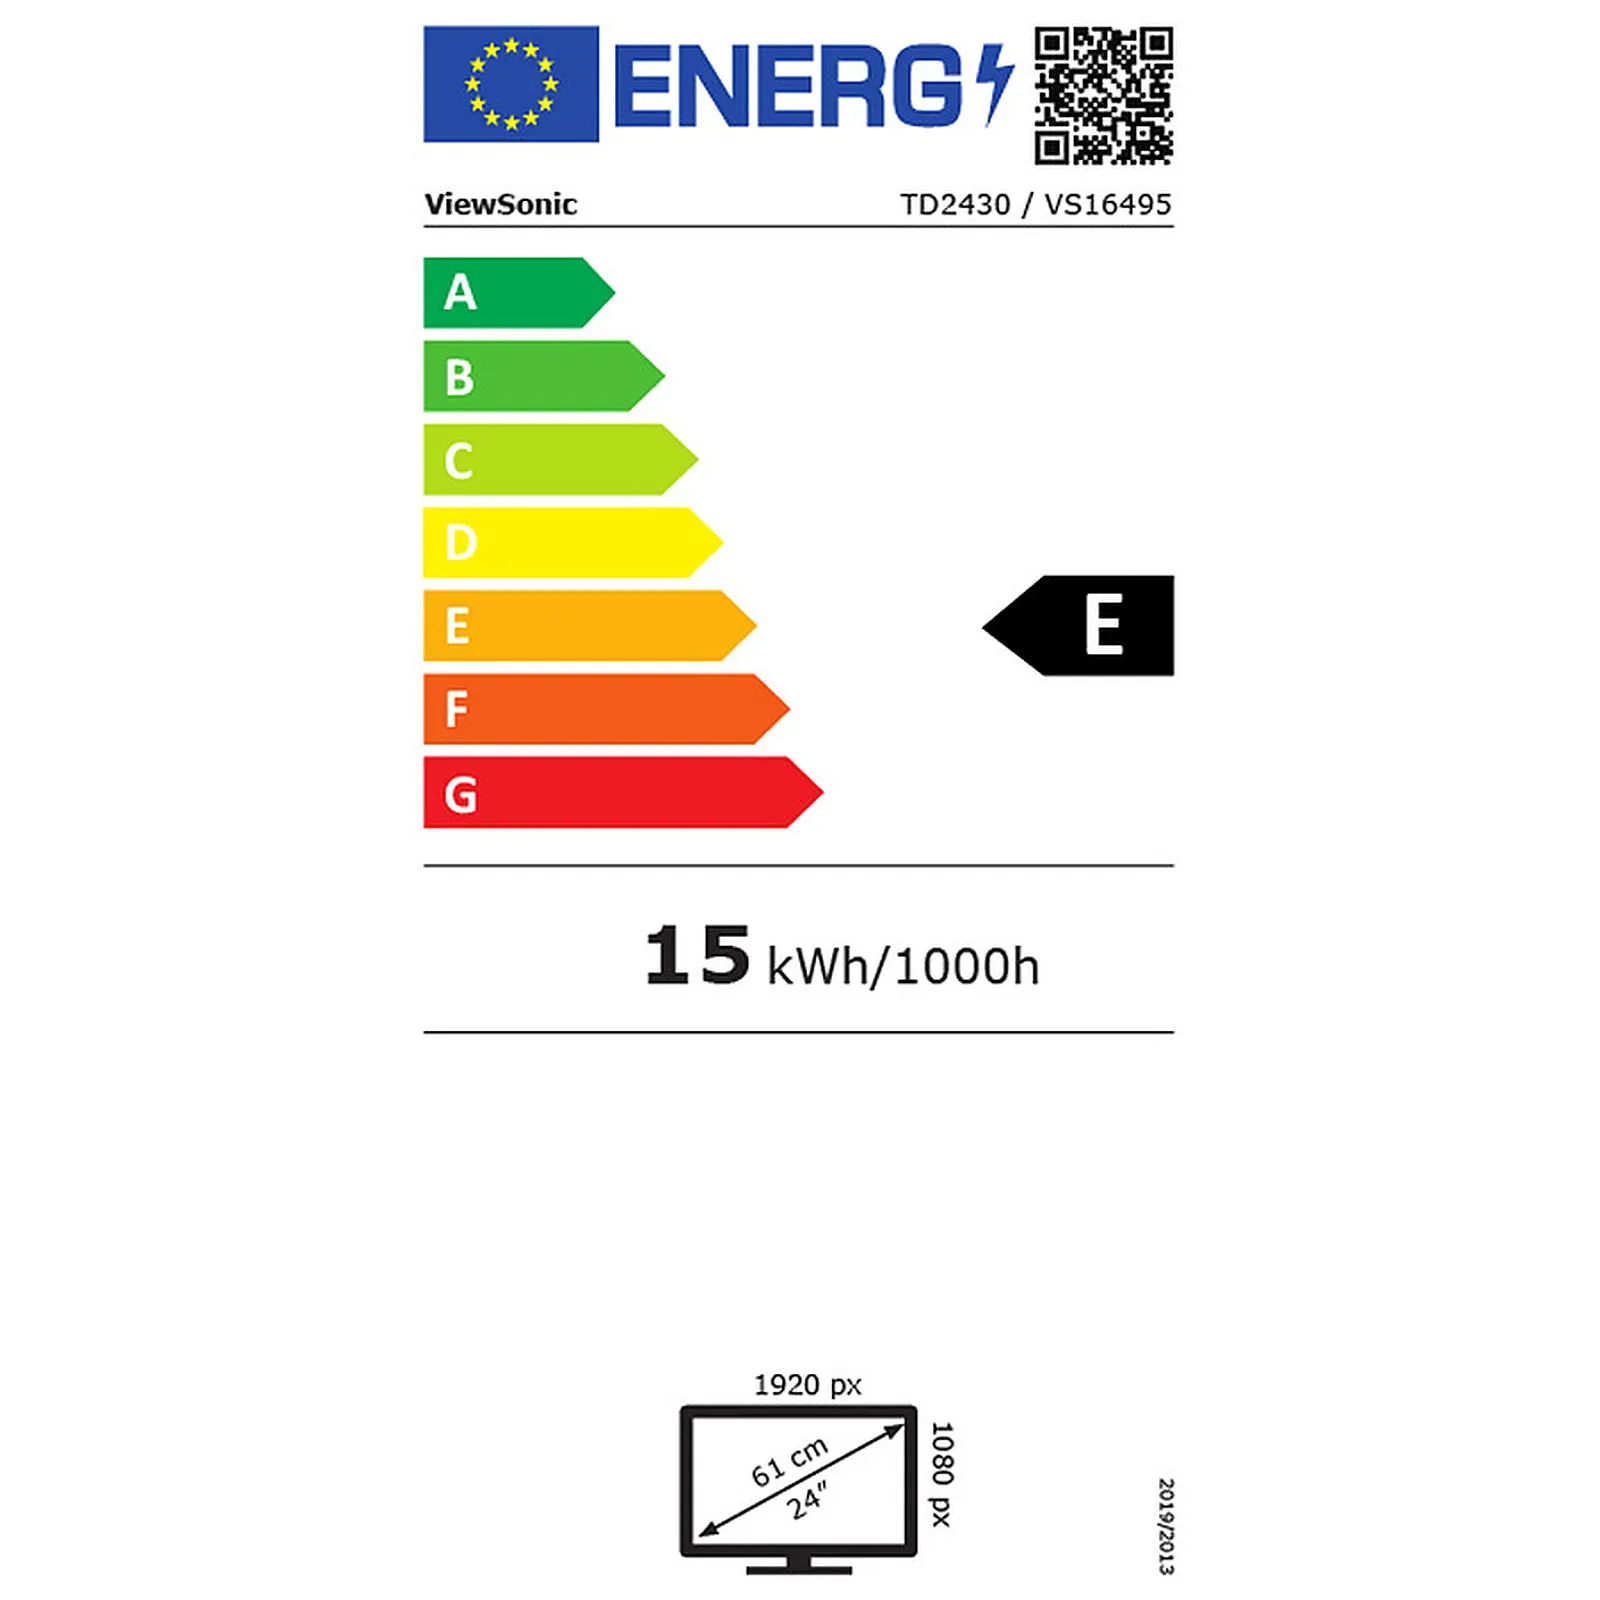 ENERG
ViewSonic TD2430 / VS16495
A
B
C
D
E
E
F
G
15 kWh/1000h
1920 px
1080 px
61 cm
24"
2019/2013